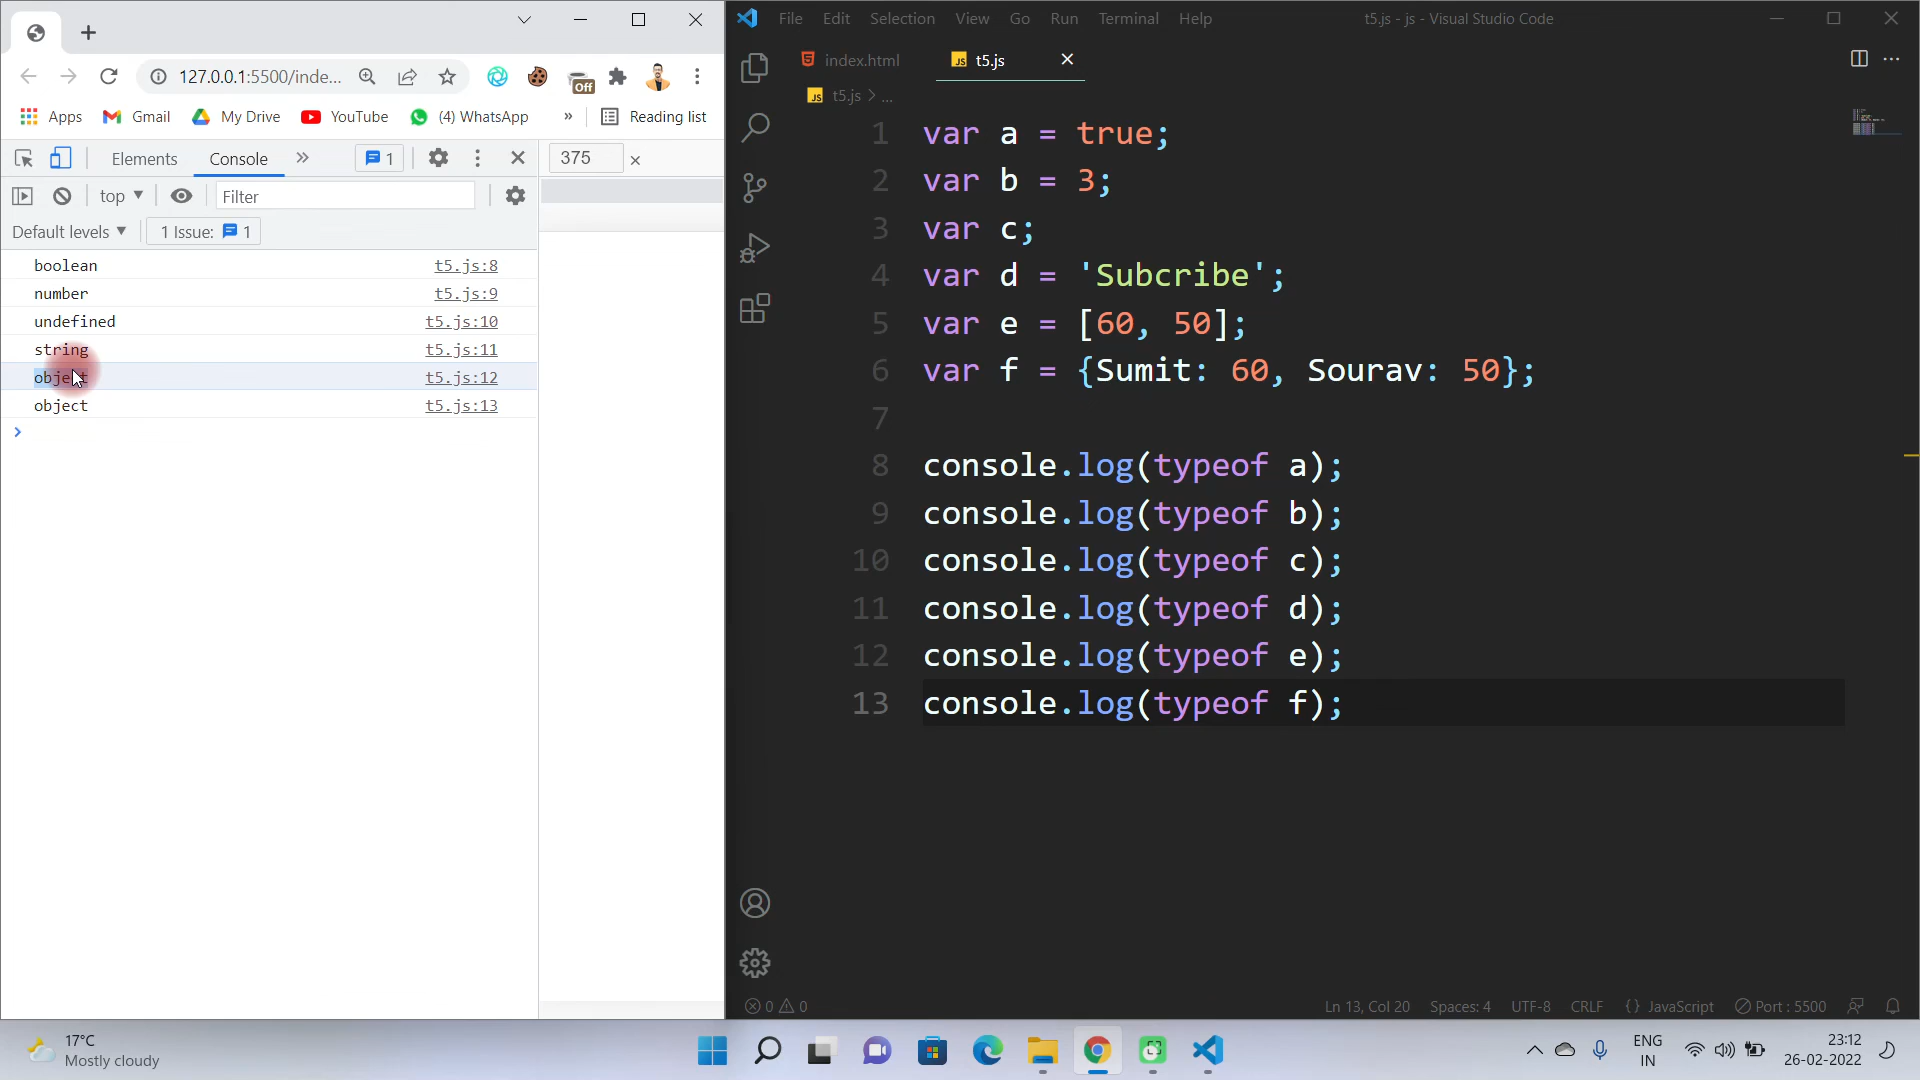 127.0.0.1:5500/inde...
Off
Apps
Gmail
My Drive
YouTube
(4) WhatsApp
»
Reading list
Elements
Console
»
1
375
×
top
Filter
Default levels
1 Issue:
1
boolean t5.js:8
number t5.js:9
undefined t5.js:10
string t5.js:11
object t5.js:12
object t5.js:13
>
File Edit Selection View Go Run Terminal Help
t5.js - js - Visual Studio Code
index.html
JS t5.js
JS t5.js > ...
1 var a = true;
2 var b = 3;
3 var c;
4 var d = 'Subcribe';
5 var e = [60, 50];
6 var f = {Sumit: 60, Sourav: 50};
7
8 console.log(typeof a);
9 console.log(typeof b);
10 console.log(typeof c);
11 console.log(typeof d);
12 console.log(typeof e);
13 console.log(typeof f);
0 0
Ln 13, Col 20
Spaces: 4
UTF-8
CRLF
{} JavaScript
Port : 5500
17°C
Mostly cloudy
ENG
IN
23:12
26-02-2022